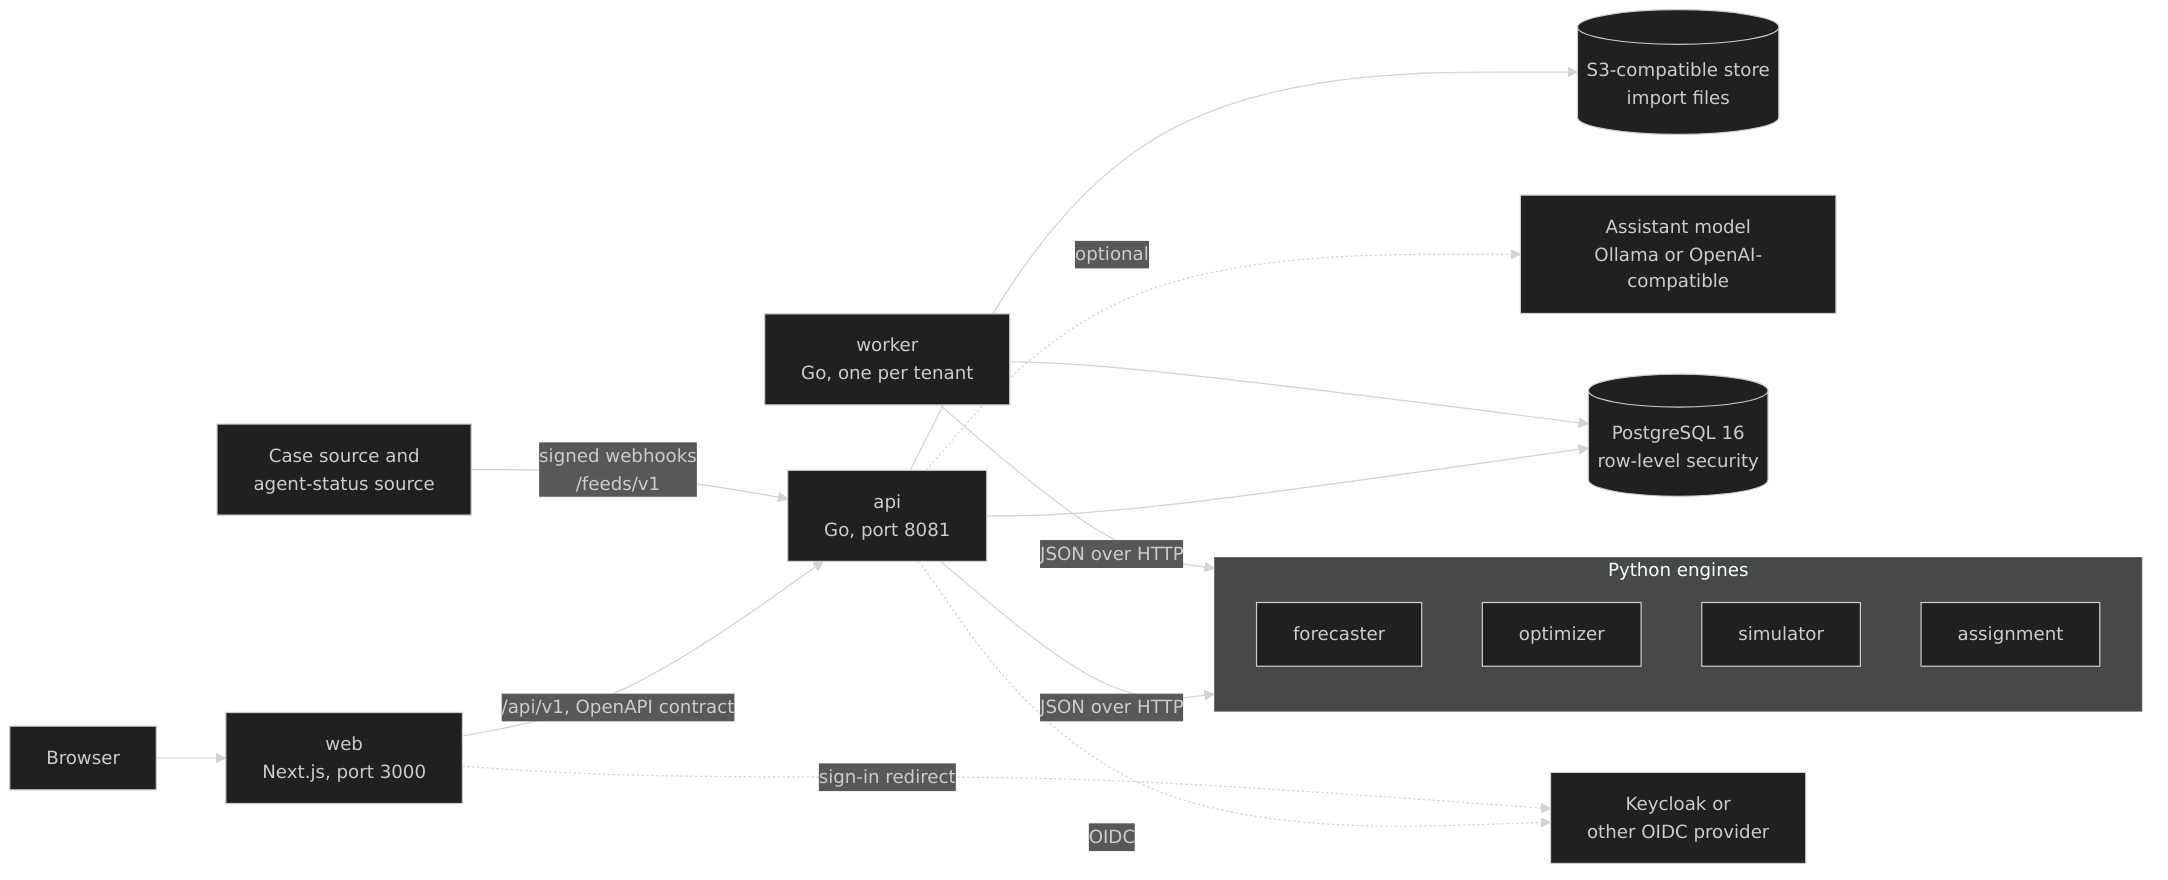 S3-compatible store
import files
optional
Assistant model
Ollama or OpenAI-
compatible
worker
Go, one per tenant
PostgreSQL 16
row-level security
Case source and
agent-status source
signed webhooks
/feeds/v1
api
Go, port 8081
JSON over HTTP
Python engines
forecaster
optimizer
simulator
assignment
/api/v1, OpenAPI contract
JSON over HTTP
Browser
web
Next.js, port 3000
sign-in redirect
Keycloak or
other OIDC provider
OIDC